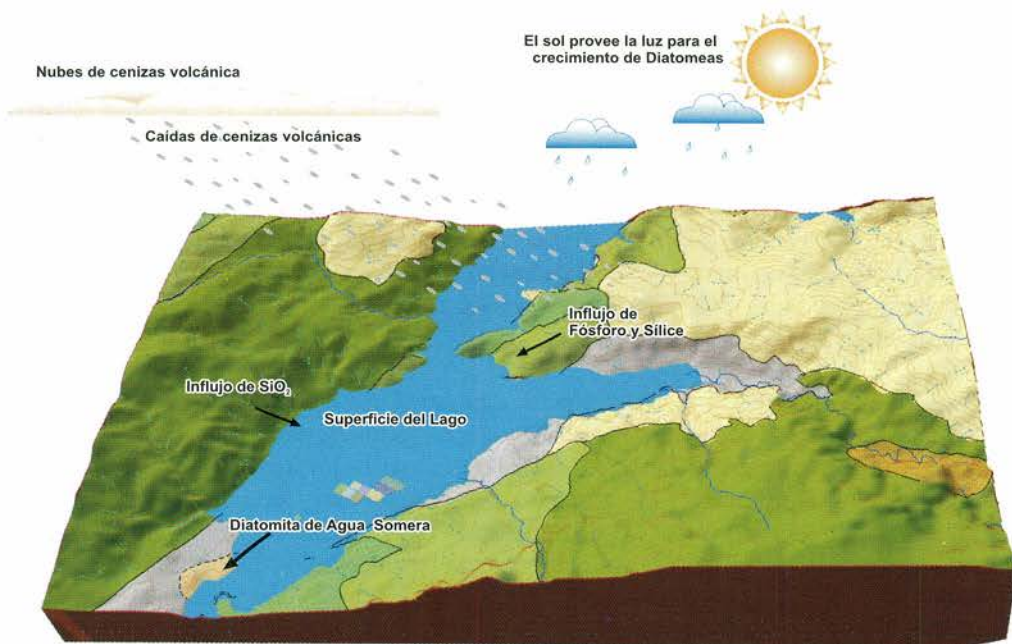 El sol provee la luz para el
crecimiento de Diatomeas
Nubes de cenizas volcánica
Caídas de cenizas volcánicas
Influjo de
Fósforo y Sílice
Influjo de SiO₂
Superficie del Lago
Diatomita de Agua Somera